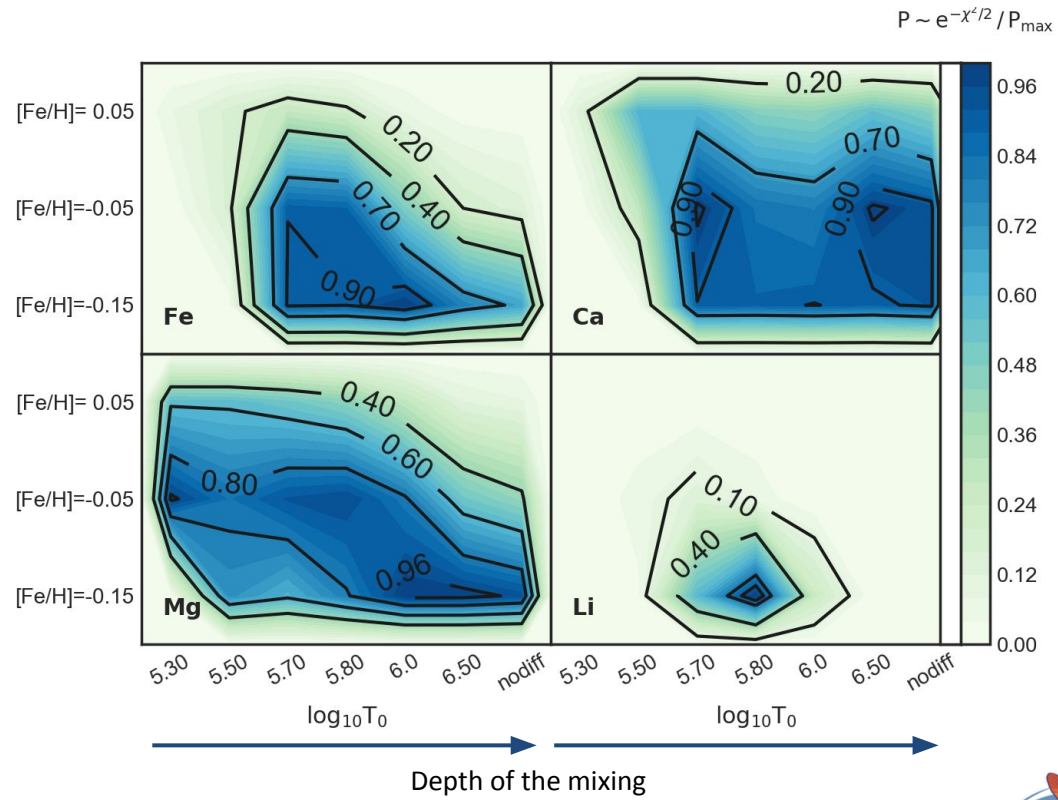 P ~ e^{-χ²/2} / P_max
[Fe/H]= 0.05
[Fe/H]=-0.05
[Fe/H]=-0.15
0.20
0.40
0.70
0.90
Fe
0.20
0.70
0.90
0.90
Ca
0.96
0.84
0.72
0.60
0.48
0.36
0.24
0.12
0.00
[Fe/H]= 0.05
[Fe/H]=-0.05
[Fe/H]=-0.15
0.40
0.60
0.80
0.96
Mg
0.10
0.40
Li
5.30 5.50 5.70 5.80 6.0 6.50 nodiff
5.30 5.50 5.70 5.80 6.0 6.50 nodiff
log₁₀T₀
log₁₀T₀
Depth of the mixing